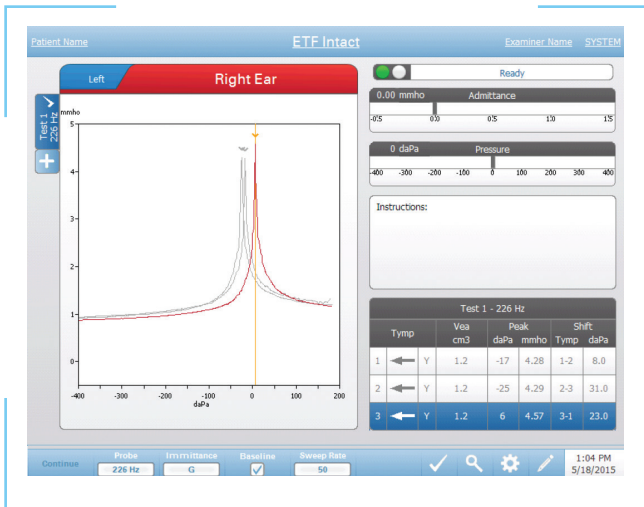 Patient Name ETF Intact Examiner Name SYSTEM
Left Right Ear
Test 1
226 Hz
mmho
5
4
3
2
1
0
-400 -300 -200 -100 0 100 200
daPa
Ready
0.00 mmho Admittance
-0.5 0.0 0.5 1.0 1.5
0 daPa Pressure
-400 -300 -200 -100 0 100 200 300 400
Instructions:
Test 1 - 226 Hz
Tymp Vea Peak Shift
cm3 daPa mmho Tymp daPa
1 Y 1.2 -17 4.28 1-2 8.0
2 Y 1.2 -25 4.29 2-3 31.0
3 Y 1.2 6 4.57 3-1 23.0
Continue Probe Immittance Baseline Sweep Rate
226 Hz G 50
1:04 PM
5/18/2015